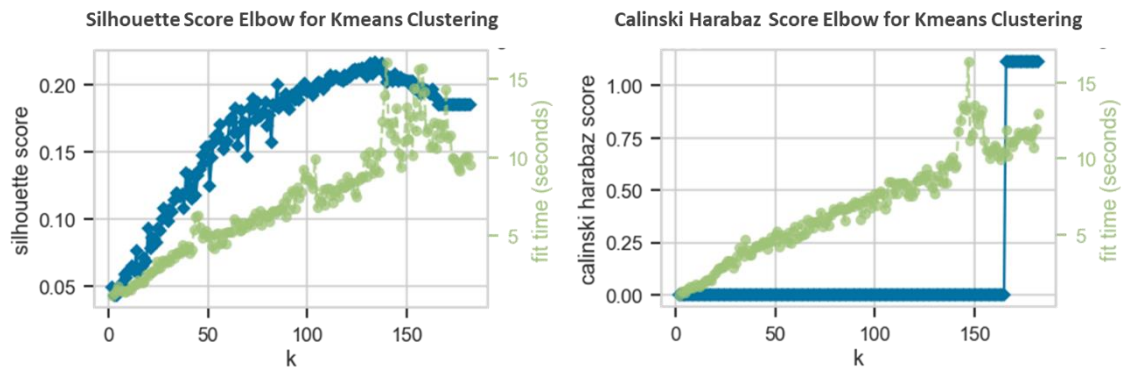 Silhouette Score Elbow for Kmeans Clustering
0.20
0.15
0.10
0.05
silhouette score
0
50
100
150
k
15
10
5
fit time (seconds)
Calinski Harabaz Score Elbow for Kmeans Clustering
1.00
0.75
0.50
0.25
0.00
calinski harabaz score
0
50
100
150
k
15
10
5
fit time (seconds)